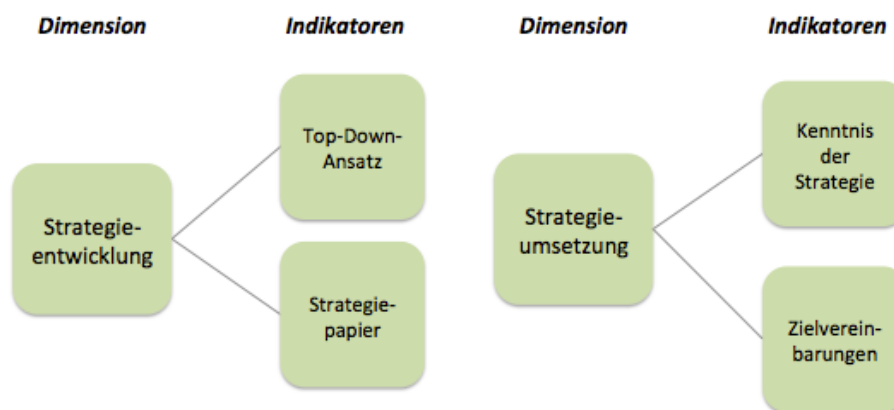 Dimension
Indikatoren
Top-Down-
Ansatz
Strategie-
entwicklung
Strategie-
papier
Dimension
Indikatoren
Kenntnis
der
Strategie
Strategie-
umsetzung
Zielverein-
barungen